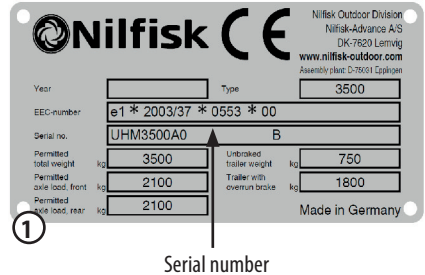 Nilfisk CE
Nilfisk Outdoor Division
Nilfisk-Advance A/S
DK-7620 Lemvig
www.nilfisk-outdoor.com
Assembly plant: D-75031 Eppingen
Year Type 3500
EEC-number e1 * 2003/37 * 0553 * 00
Serial no. UHM3500A0 B
Permitted total weight kg 3500 Unbraked trailer weight kg 750
Permitted axle load, front kg 2100 Trailer with overrun brake kg 1800
Permitted axle load, rear kg 2100 Made in Germany
1
Serial number